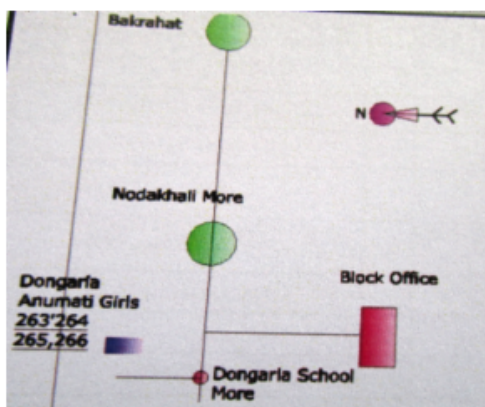 Bakrahat
N
Nodakhali More
Block Office
Dongaria
Anumati Girls
263'264
265,266
Dongaria School
More